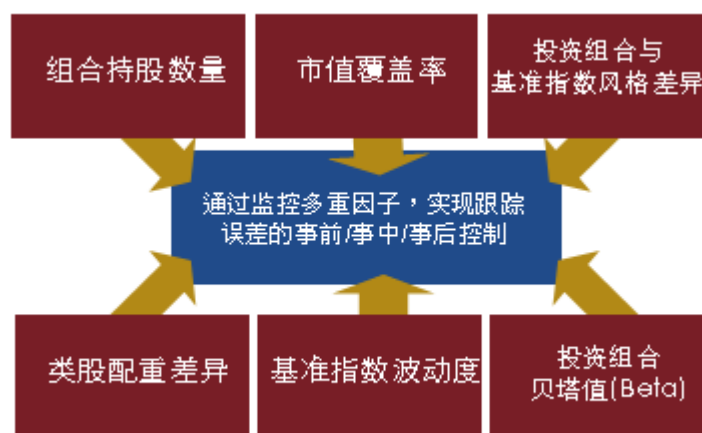 组合持股数量
市值覆盖率
投资组合与
基准指数风格差异
通过监控多重因子，实现跟踪
误差的事前/事中/事后控制
类股配重差异
基准指数波动度
投资组合
贝塔值(Beta)